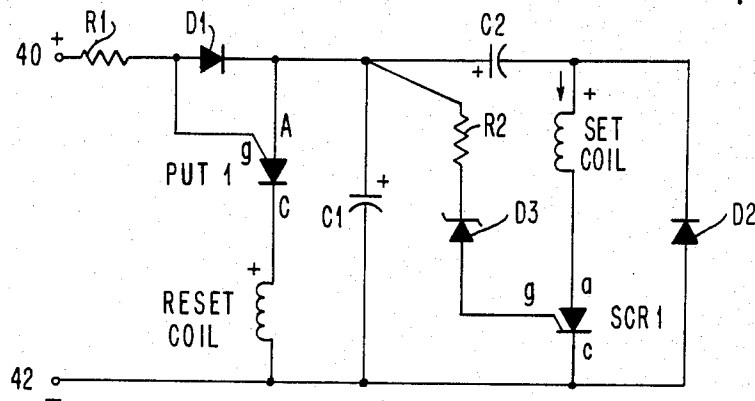 R1
D1
C2
40
+
+
+
A
R2
SET
COIL
g
PUT 1
C
C1
+
D3
D2
+
RESET
COIL
g
a
SCR1
c
42